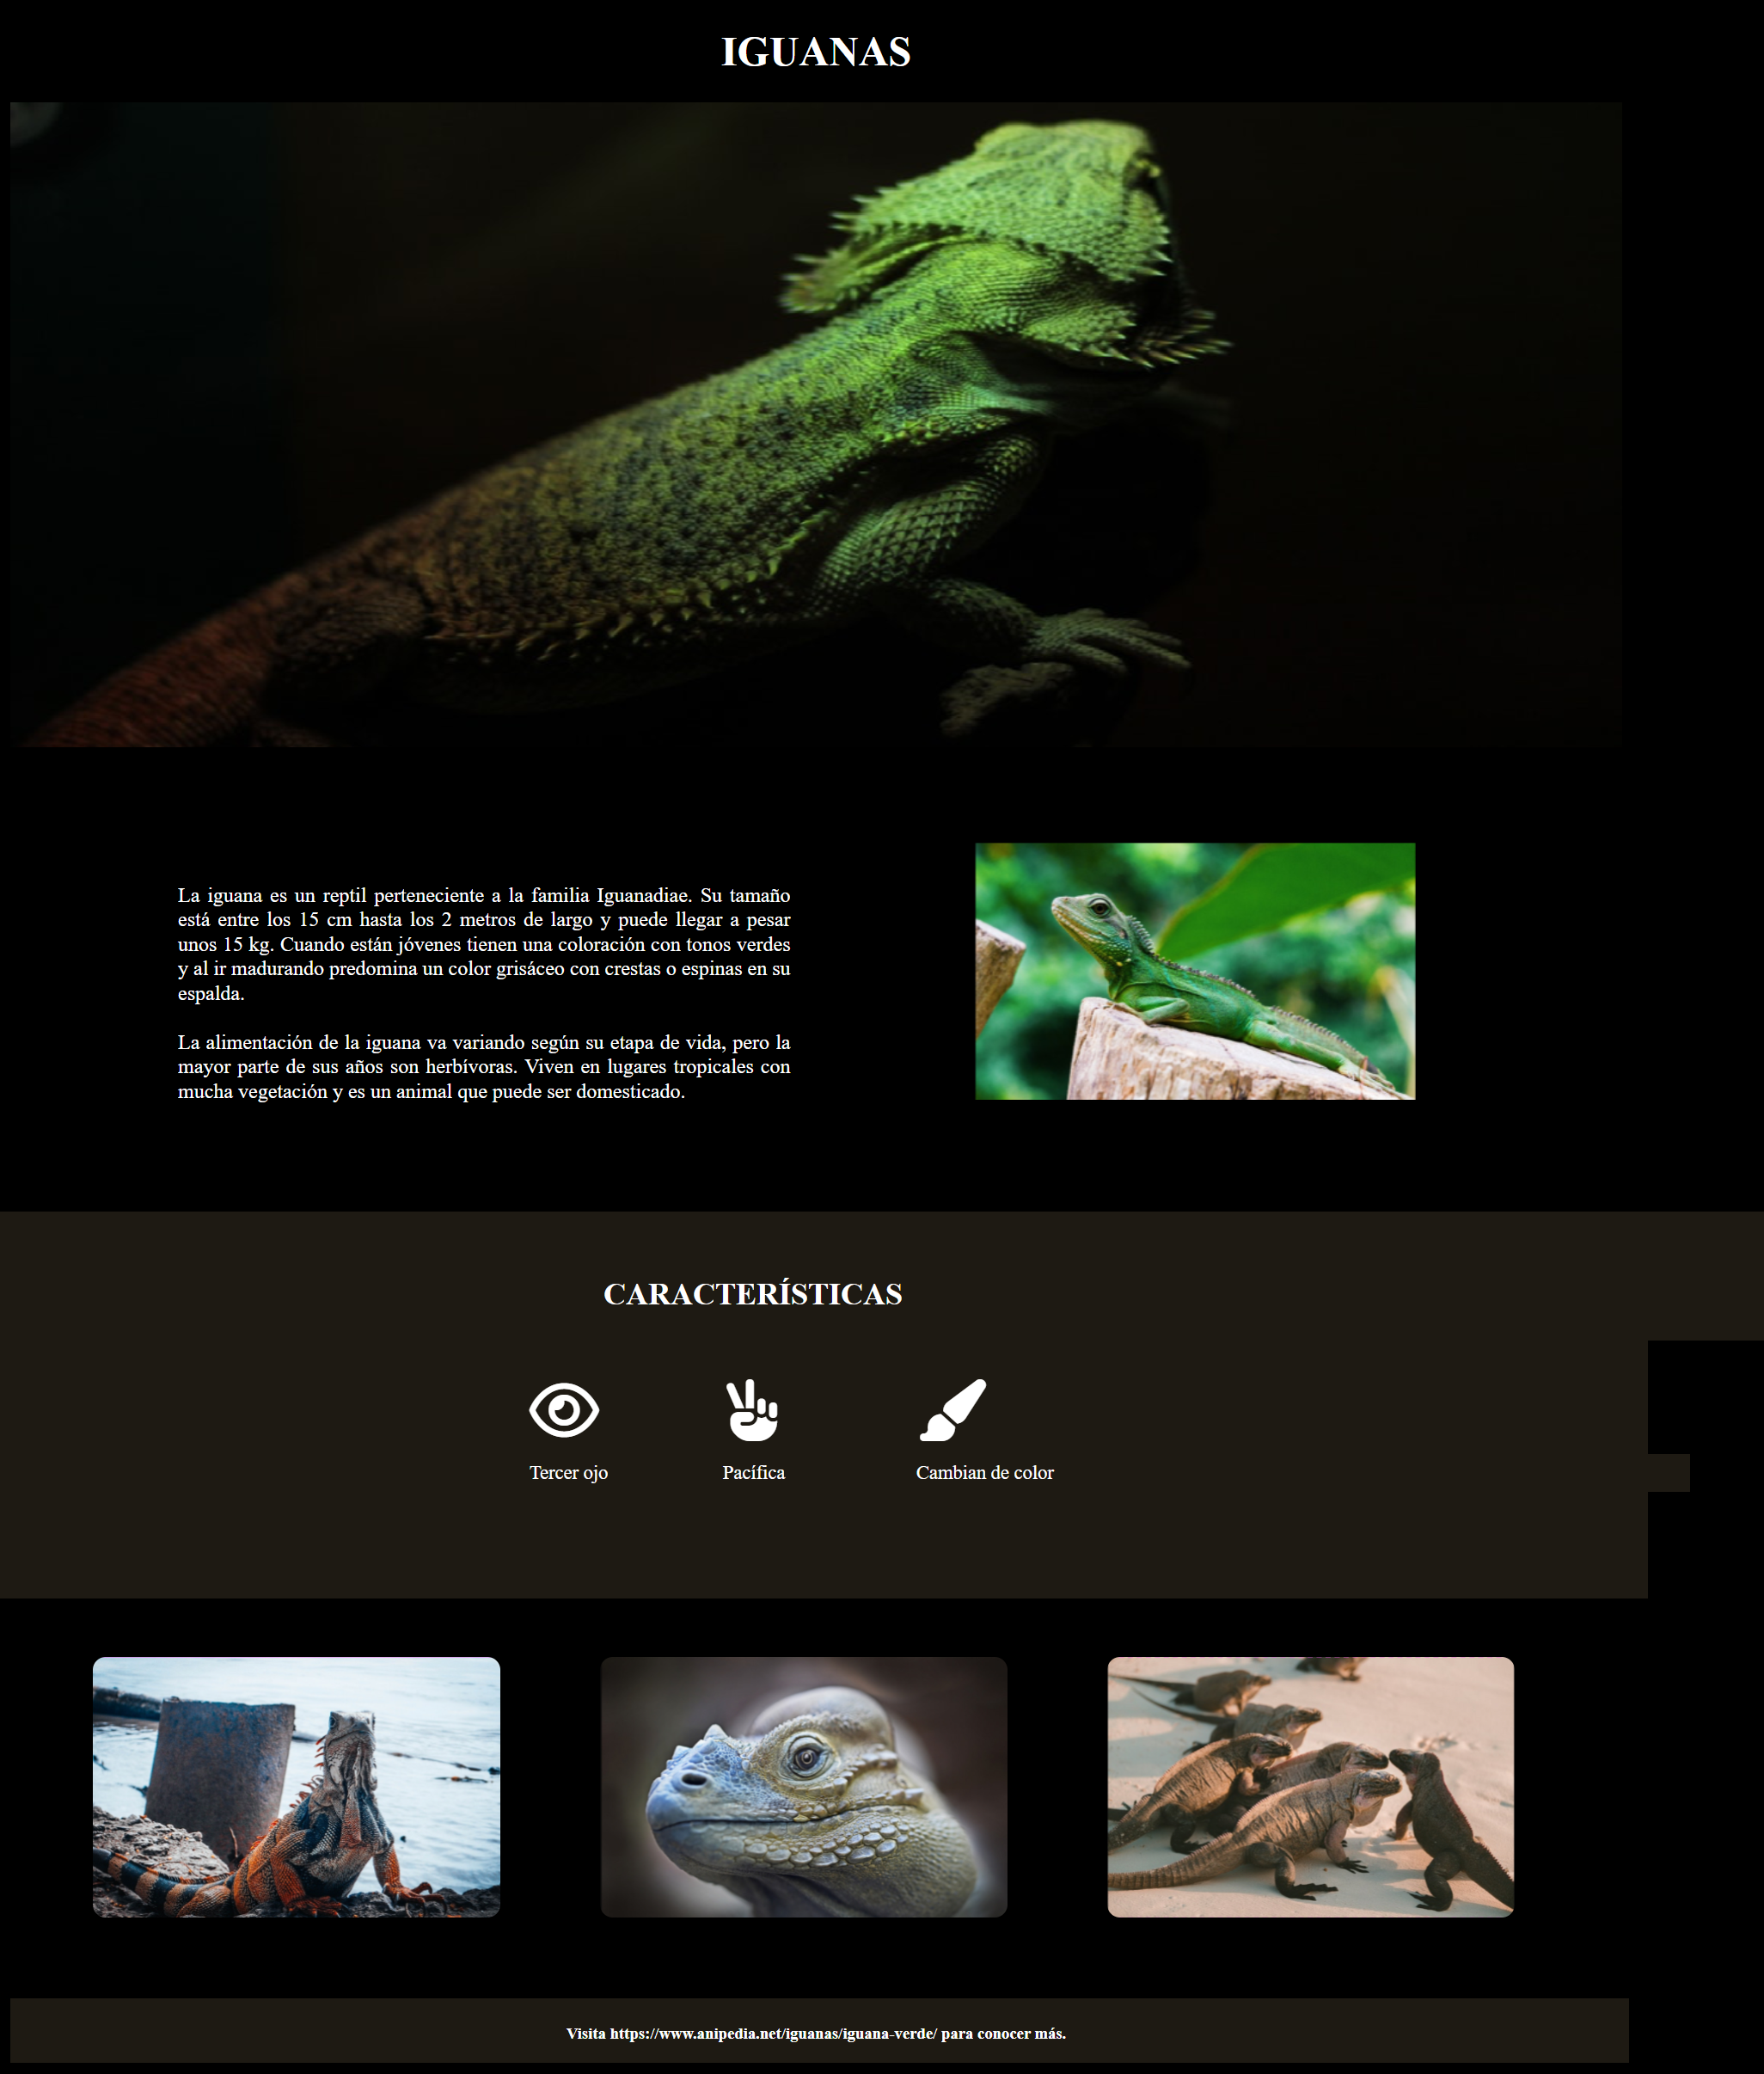 IGUANAS
La iguana es un reptil perteneciente a la familia Iguanadiae. Su tamaño
está entre los 15 cm hasta los 2 metros de largo y puede llegar a pesar
unos 15 kg. Cuando están jóvenes tienen una coloración con tonos verdes
y al ir madurando predomina un color grisáceo con crestas o espinas en su
espalda.
La alimentación de la iguana va variando según su etapa de vida, pero la
mayor parte de sus años son herbívoras. Viven en lugares tropicales con
mucha vegetación y es un animal que puede ser domesticado.
CARACTERÍSTICAS
Tercer ojo
Pacífica
Cambian de color
Visita https://www.anipedia.net/iguanas/iguana-verde/ para conocer más.